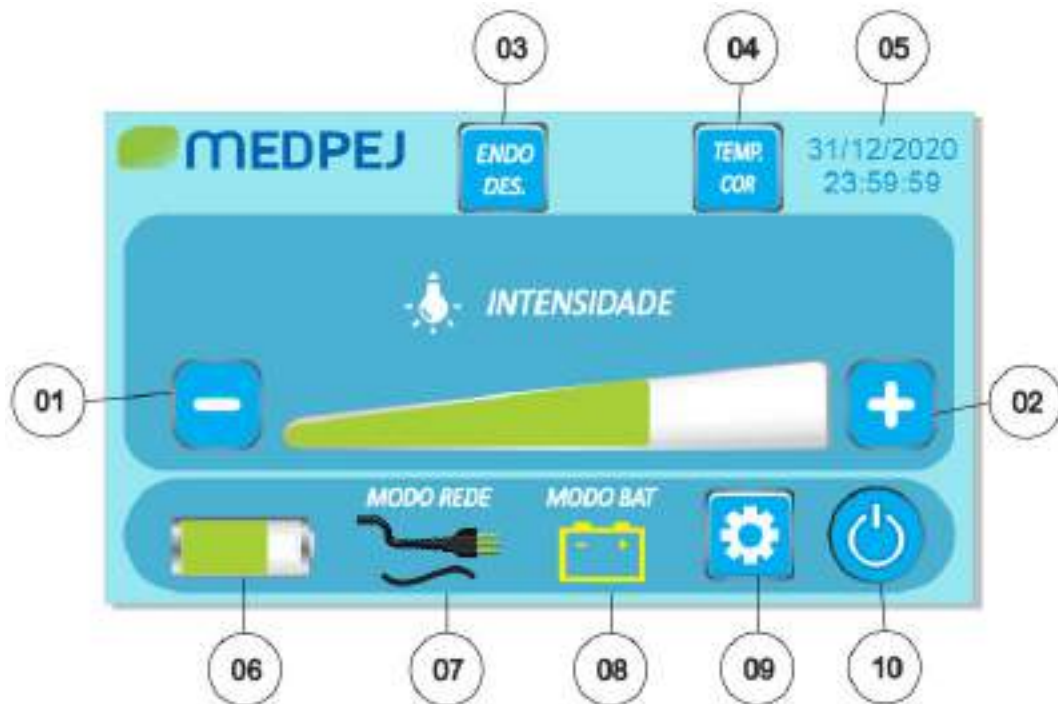 03
04
05
MEDPEJ
ENDO
DES.
TEMP.
COR
31/12/2020
23:59:59
INTENSIDADE
01
02
MODO REDE
MODO BAT
06
07
08
09
10